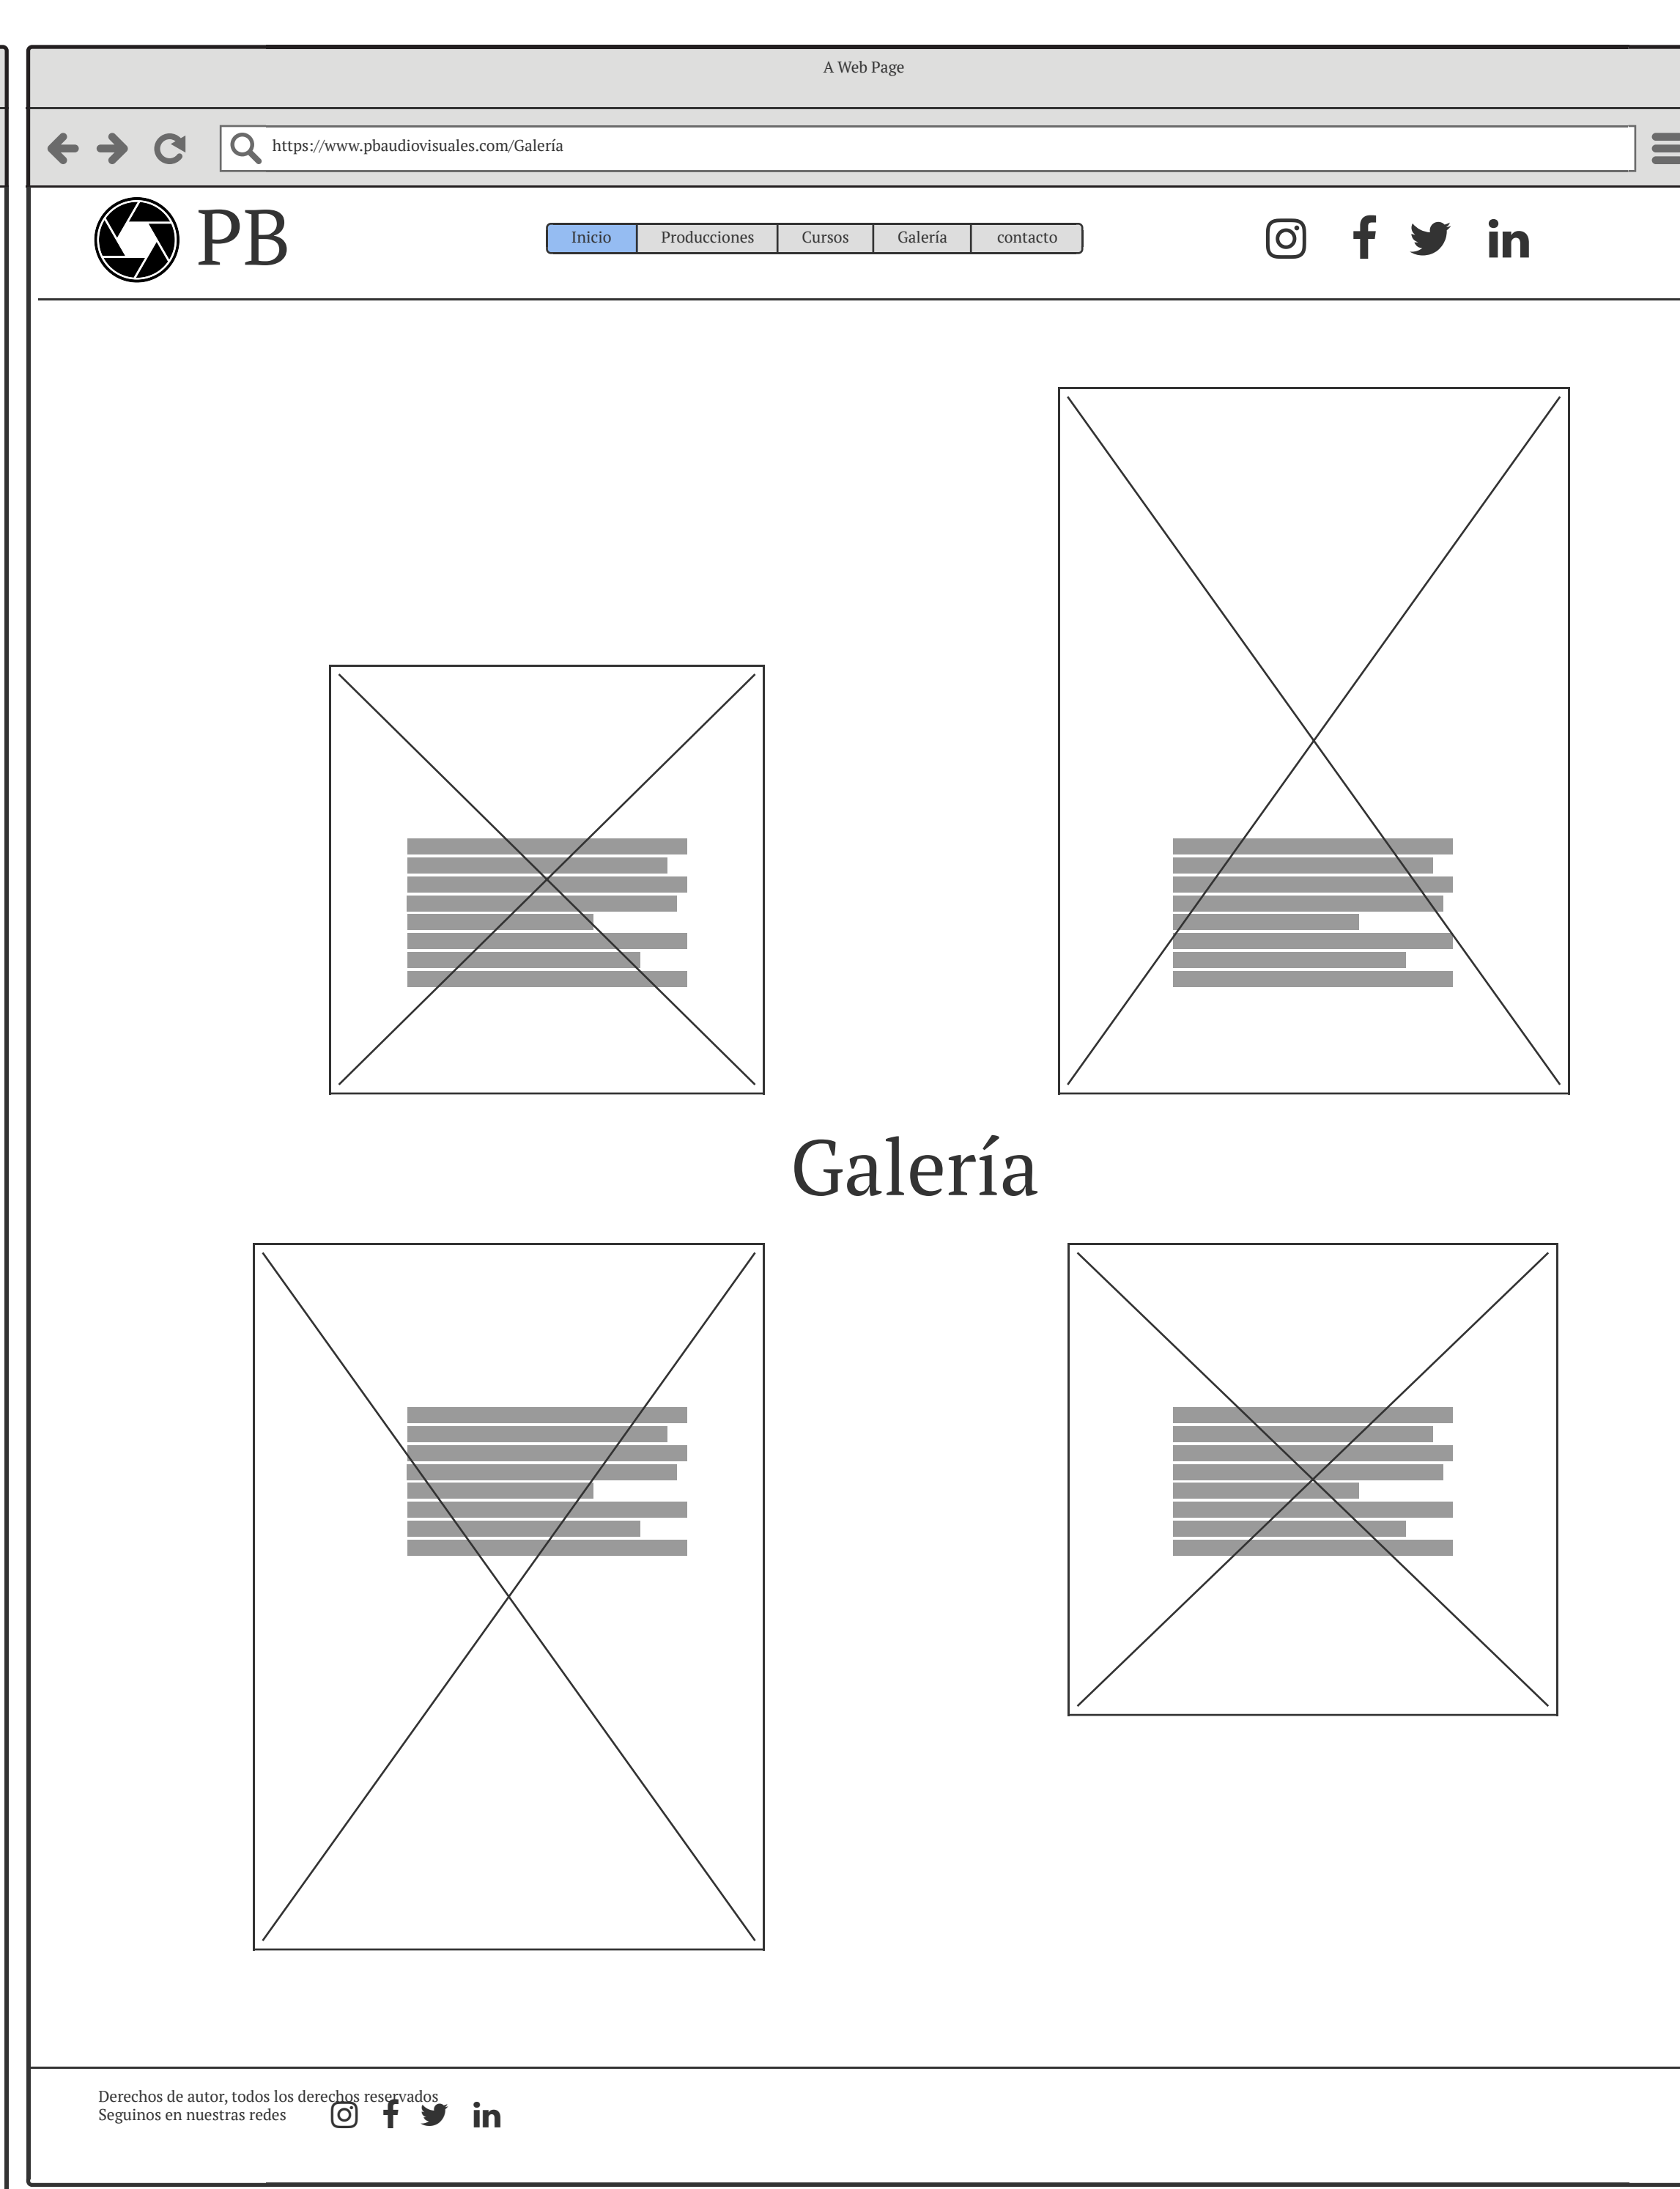 A Web Page
https://www.pbaudiovisuales.com/Galería
PB
Inicio Producciones Cursos Galería contacto
Galería
Derechos de autor, todos los derechos reservados
Seguinos en nuestras redes